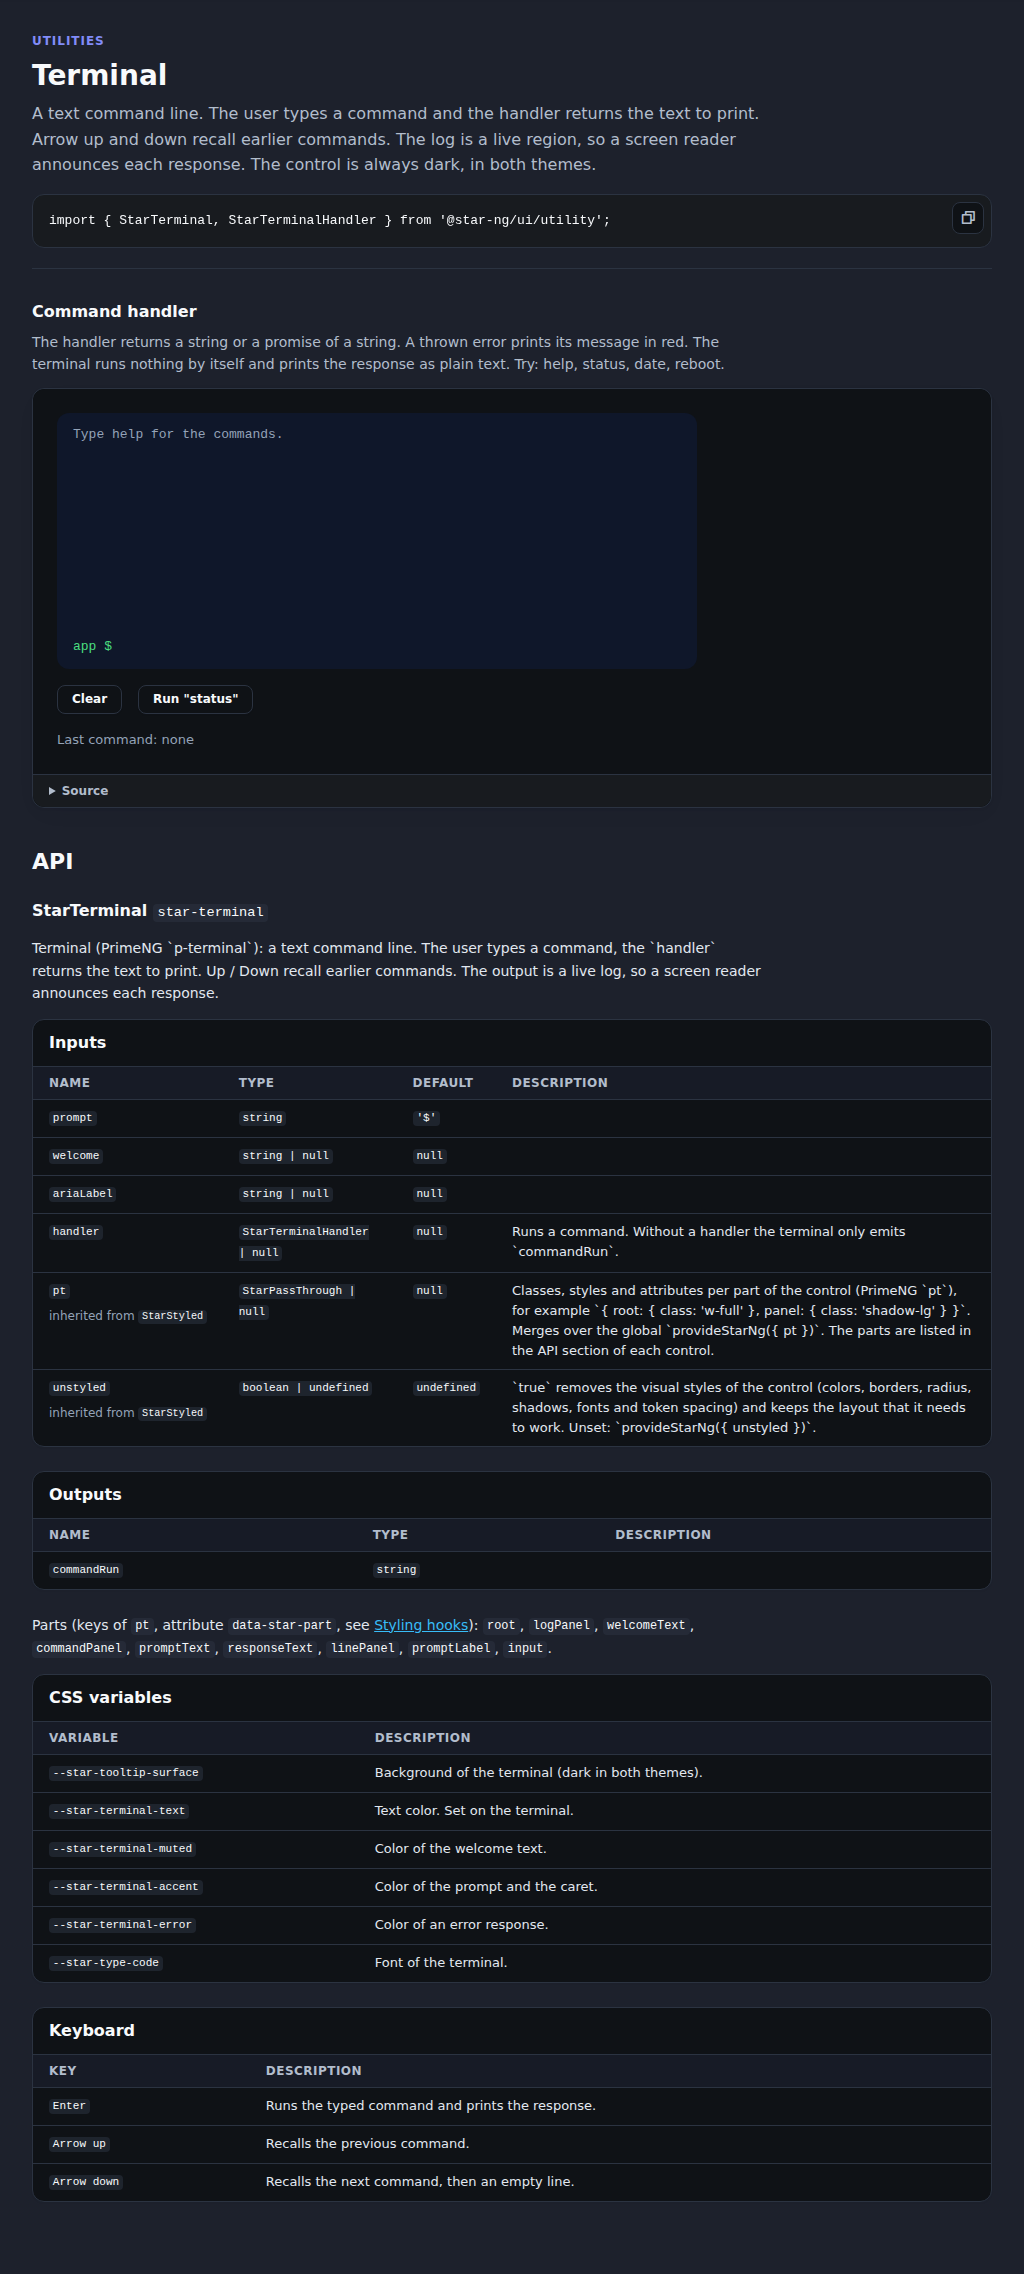 UTILITIES
Terminal
A text command line. The user types a command and the handler returns the text to print.
Arrow up and down recall earlier commands. The log is a live region, so a screen reader
announces each response. The control is always dark, in both themes.
import { StarTerminal, StarTerminalHandler } from '@star-ng/ui/utility';
Command handler
The handler returns a string or a promise of a string. A thrown error prints its message in red. The
terminal runs nothing by itself and prints the response as plain text. Try: help, status, date, reboot.
Type help for the commands.
app $
Clear Run "status"
Last command: none
Source
API
StarTerminal star-terminal
Terminal (PrimeNG `p-terminal`): a text command line. The user types a command, the `handler`
returns the text to print. Up / Down recall earlier commands. The output is a live log, so a screen reader
announces each response.
Inputs
NAME TYPE DEFAULT DESCRIPTION
prompt string '$'
welcome string | null null
ariaLabel string | null null
handler StarTerminalHandler null Runs a command. Without a handler the terminal only emits
| null `commandRun`.
pt StarPassThrough | null Classes, styles and attributes per part of the control (PrimeNG `pt`),
inherited from StarStyled null for example `{ root: { class: 'w-full' }, panel: { class: 'shadow-lg' } }`.
Merges over the global `provideStarNg({ pt })`. The parts are listed in
the API section of each control.
unstyled boolean | undefined undefined `true` removes the visual styles of the control (colors, borders, radius,
inherited from StarStyled shadows, fonts and token spacing) and keeps the layout that it needs
to work. Unset: `provideStarNg({ unstyled })`.
Outputs
NAME TYPE DESCRIPTION
commandRun string
Parts (keys of pt, attribute data-star-part, see Styling hooks): root, logPanel, welcomeText,
commandPanel, promptText, responseText, linePanel, promptLabel, input.
CSS variables
VARIABLE DESCRIPTION
--star-tooltip-surface Background of the terminal (dark in both themes).
--star-terminal-text Text color. Set on the terminal.
--star-terminal-muted Color of the welcome text.
--star-terminal-accent Color of the prompt and the caret.
--star-terminal-error Color of an error response.
--star-type-code Font of the terminal.
Keyboard
KEY DESCRIPTION
Enter Runs the typed command and prints the response.
Arrow up Recalls the previous command.
Arrow down Recalls the next command, then an empty line.